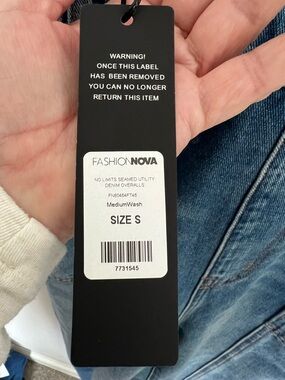 WARNING!
ONCE THIS LABEL
HAS BEEN REMOVED
YOU CAN NO LONGER
RETURN THIS ITEM
FASHIONNOVA
NO LIMITS SEAMED UTILITY
DENIM OVERALLS
MediumWash
SIZE S
7731545